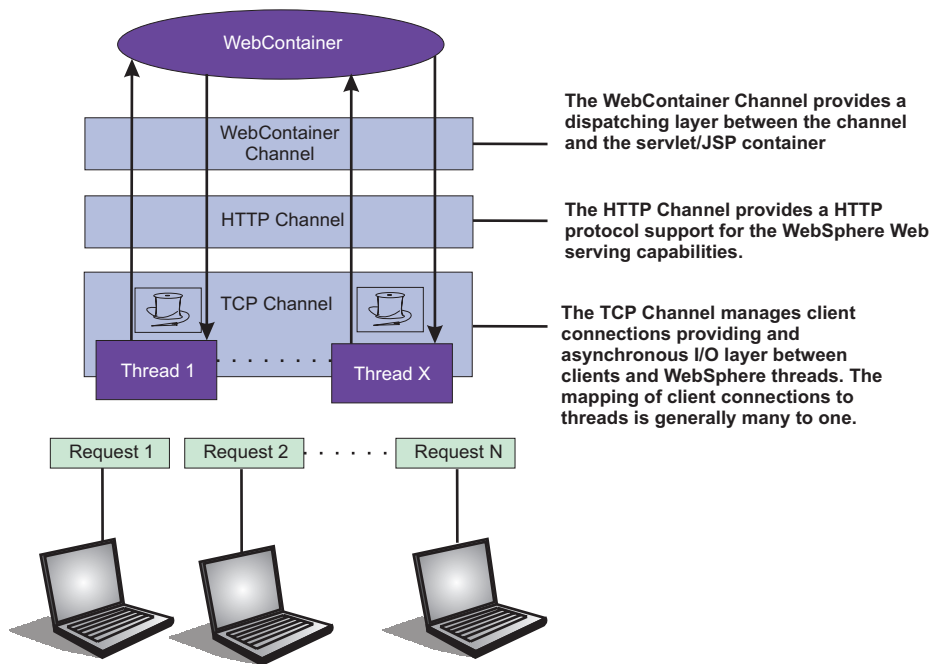 WebContainer
WebContainer
Channel
The WebContainer Channel provides a
dispatching layer between the channel
and the servlet/JSP container
HTTP Channel
The HTTP Channel provides a HTTP
protocol support for the WebSphere Web
serving capabilities.
TCP Channel
The TCP Channel manages client
connections providing and
asynchronous I/O layer between
clients and WebSphere threads. The
mapping of client connections to
threads is generally many to one.
Thread 1
Thread X
Request 1
Request 2
Request N